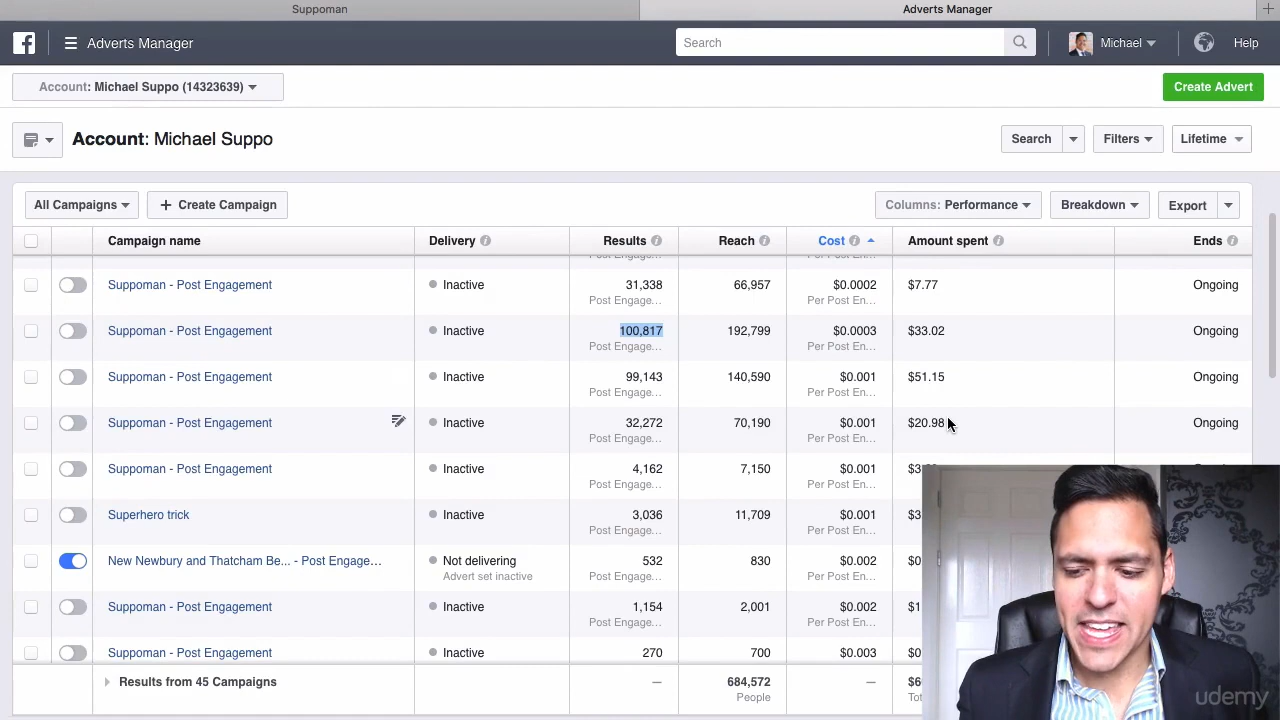 Suppoman Adverts Manager
Adverts Manager Search Michael Help
Account: Michael Suppo (14323639) Create Advert
Account: Michael Suppo Search Filters Lifetime
All Campaigns + Create Campaign Columns: Performance Breakdown Export
Campaign name Delivery Results Reach Cost Amount spent Ends
Suppoman - Post Engagement Inactive 31,338 66,957 $0.0002 $7.77 Ongoing
Post Engage... Per Post En...
Suppoman - Post Engagement Inactive 100,817 192,799 $0.0003 $33.02 Ongoing
Post Engage... Per Post En...
Suppoman - Post Engagement Inactive 99,143 140,590 $0.001 $51.15 Ongoing
Post Engage... Per Post En...
Suppoman - Post Engagement Inactive 32,272 70,190 $0.001 $20.98 Ongoing
Post Engage... Per Post En...
Suppoman - Post Engagement Inactive 4,162 7,150 $0.001
Post Engage... Per Post En...
Superhero trick Inactive 3,036 11,709 $0.001
Post Engage... Per Post En...
New Newbury and Thatcham Be... - Post Engage... Not delivering 532 830 $0.002
Advert set inactive Post Engage... Per Post En...
Suppoman - Post Engagement Inactive 1,154 2,001 $0.002
Post Engage... Per Post En...
Suppoman - Post Engagement Inactive 270 700 $0.003
Results from 45 Campaigns — 684,572 —
People
udemy